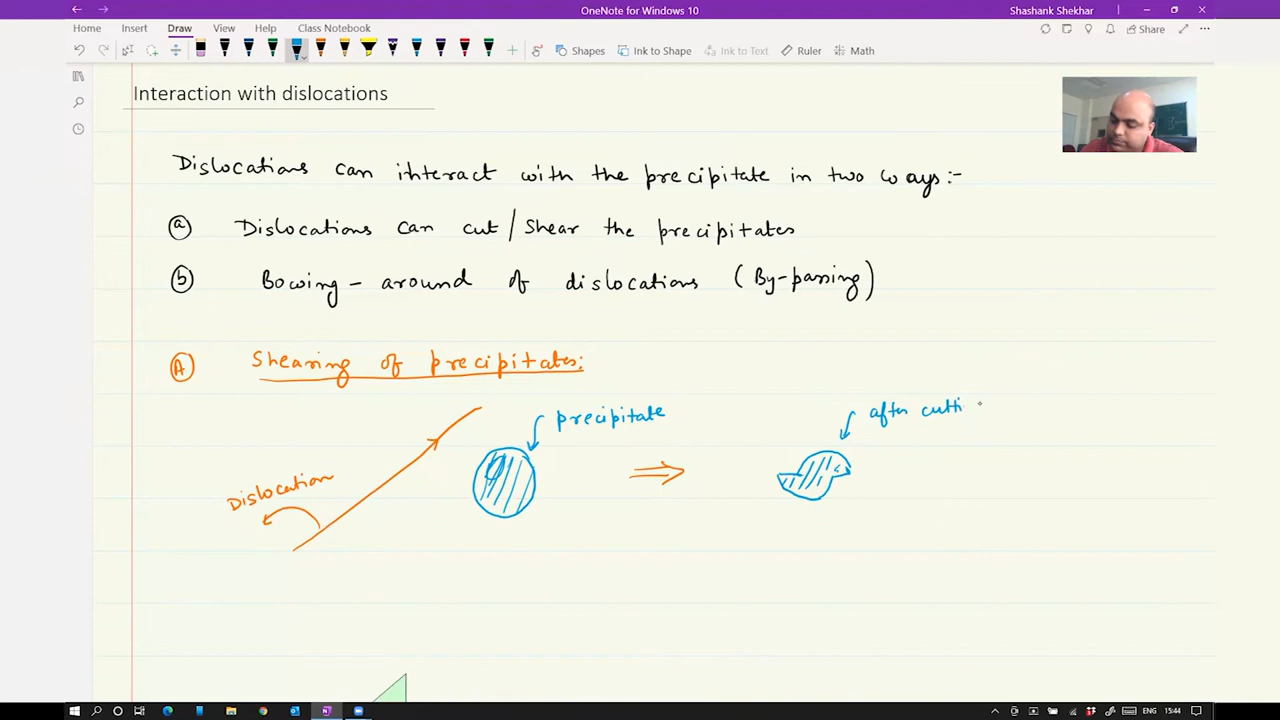 OneNote for Windows 10
Shashank Shekhar
Home Insert Draw View Help Class Notebook
Shapes Ink to Shape Ink to Text Ruler Math Share
Interaction with dislocations
Dislocations can interact with the precipitate in two ways:-
a Dislocations can cut/shear the precipitates
b Bowing-around of dislocations (By-passing)
A Shearing of precipitates:
precipitate
after cutti
Dislocation
ENG 15:44